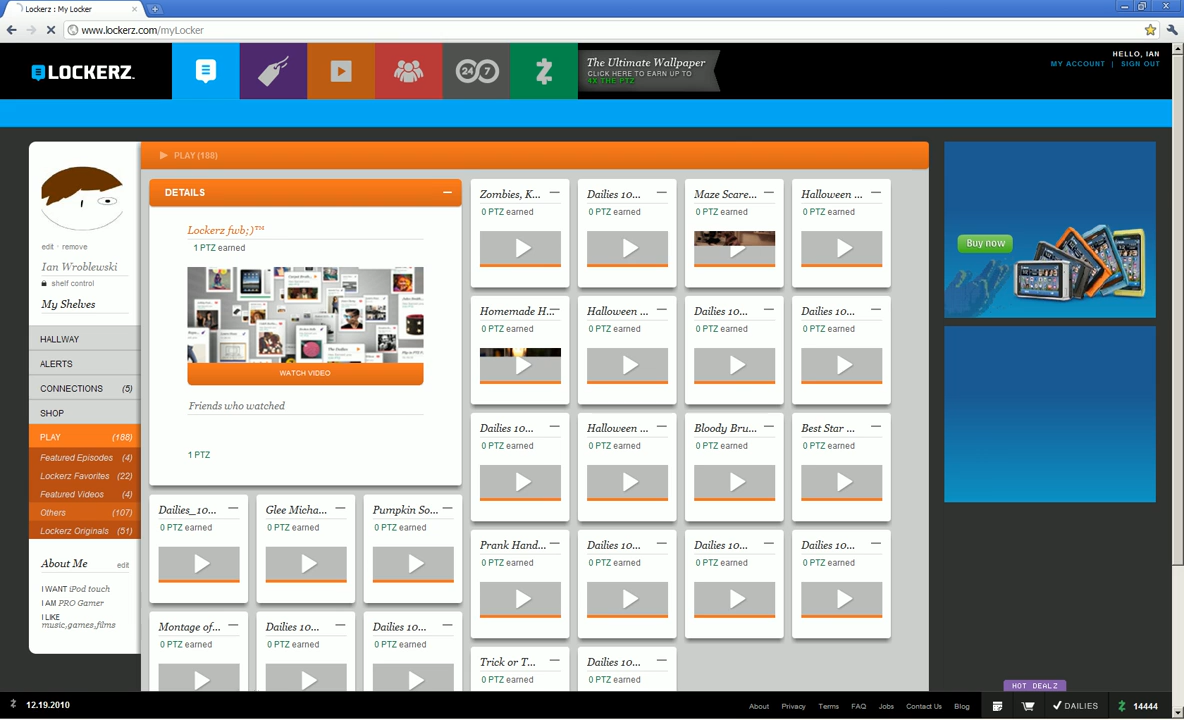 Lockerz : My Locker
www.lockerz.com/myLocker
LOCKERZ.
24 7
The Ultimate Wallpaper
CLICK HERE TO EARN UP TO
4X THE PTZ
HELLO, IAN
MY ACCOUNT | SIGN OUT
edit · remove
Ian Wroblewski
shelf control
My Shelves
HALLWAY
ALERTS
CONNECTIONS (5)
SHOP
PLAY (188)
Featured Episodes (4)
Lockerz Favorites (22)
Featured Videos (4)
Others (107)
Lockerz Originals (51)
About Me edit
I WANT iPod touch
I AM PRO Gamer
I LIKE
music,games,films
PLAY (188)
DETAILS
Lockerz fwb;)™
1 PTZ earned
WATCH VIDEO
Friends who watched
1 PTZ
Zombies, K...
0 PTZ earned
Dailies 10...
0 PTZ earned
Maze Scare...
0 PTZ earned
Halloween ...
0 PTZ earned
Homemade H...
0 PTZ earned
Halloween ...
0 PTZ earned
Dailies 10...
0 PTZ earned
Dailies 10...
0 PTZ earned
Dailies 10...
0 PTZ earned
Halloween ...
0 PTZ earned
Bloody Bru...
0 PTZ earned
Best Star ...
0 PTZ earned
Dailies_10...
0 PTZ earned
Glee Micha...
0 PTZ earned
Pumpkin So...
0 PTZ earned
Prank Hand...
0 PTZ earned
Dailies 10...
0 PTZ earned
Dailies 10...
0 PTZ earned
Dailies 10...
0 PTZ earned
Montage of...
0 PTZ earned
Dailies 10...
0 PTZ earned
Dailies 10...
0 PTZ earned
Trick or T...
0 PTZ earned
Dailies 10...
0 PTZ earned
Buy now
HOT DEALZ
12.19.2010
About Privacy Terms FAQ Jobs Contact Us Blog
DAILIES
14444